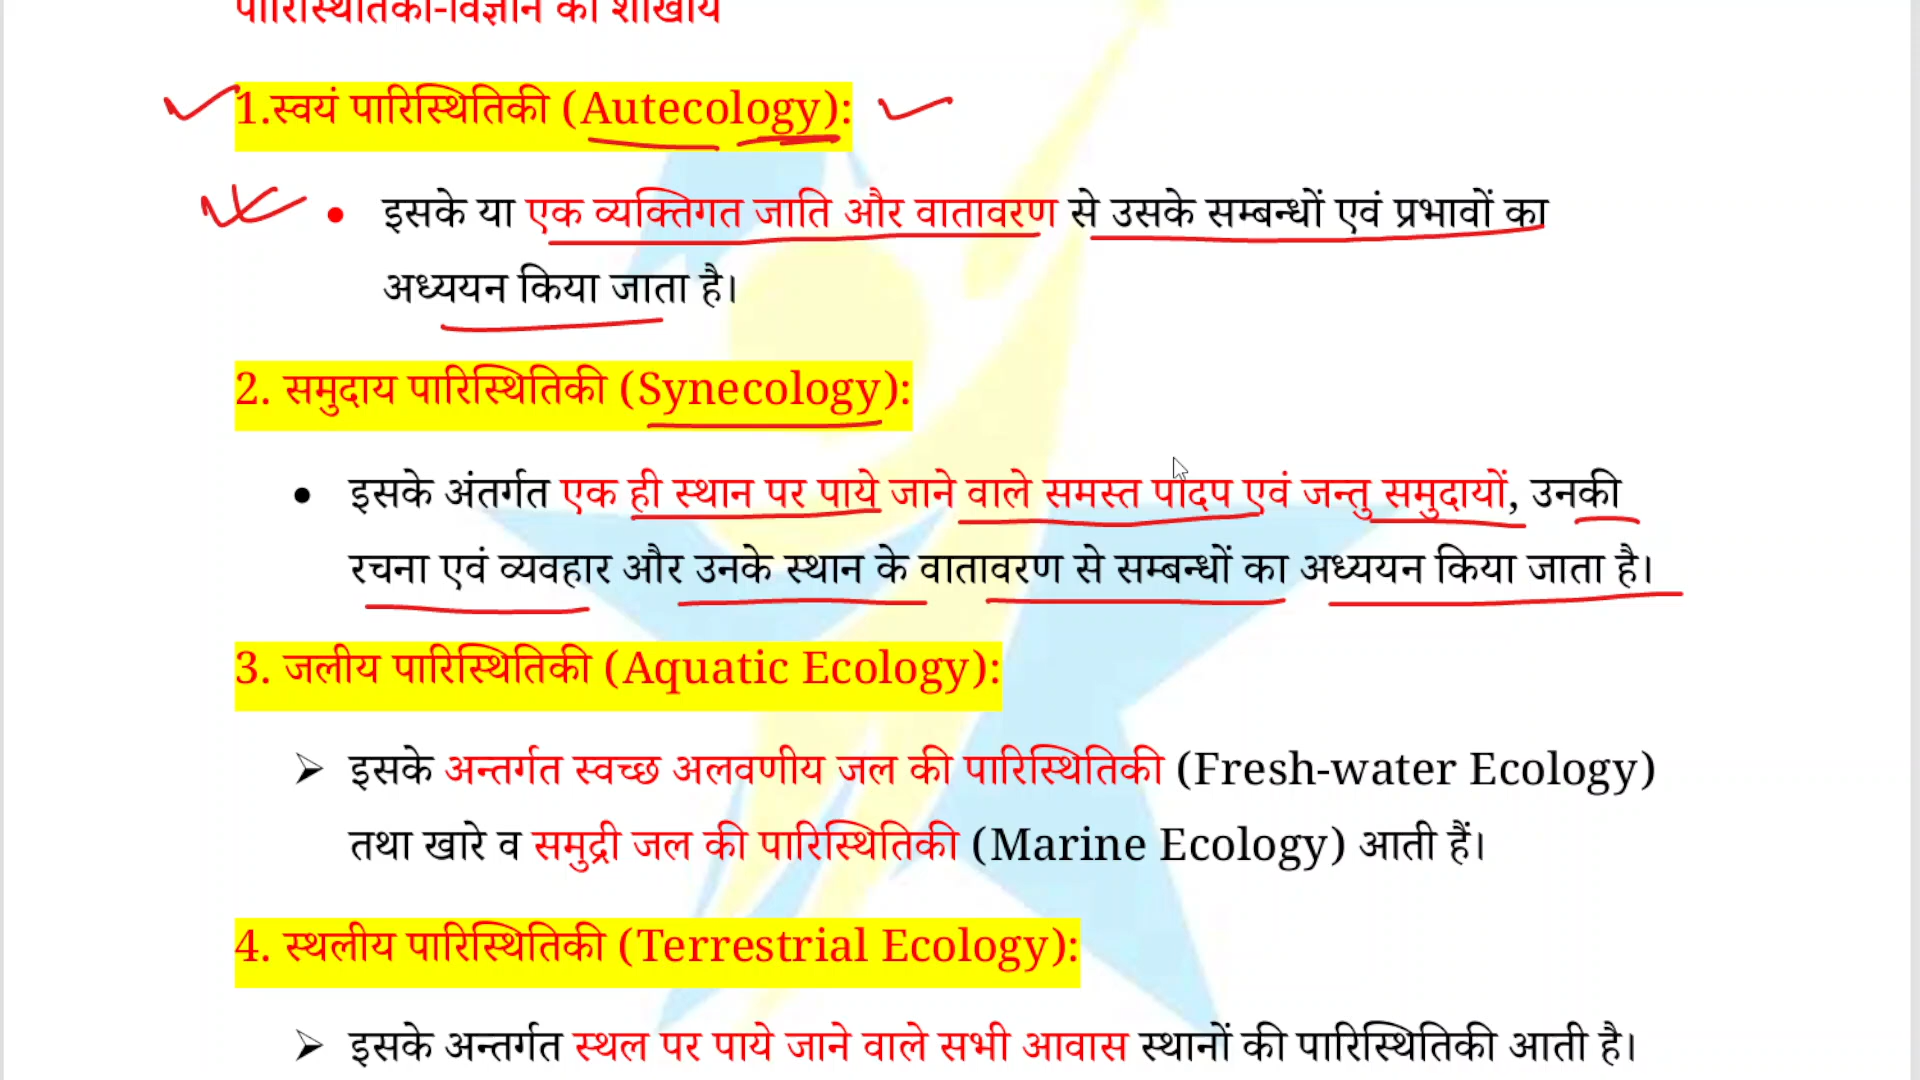 पारिस्थितिकी-विज्ञान की शाखायें
1.स्वयं पारिस्थितिकी (Autecology):
इसके या एक व्यक्तिगत जाति और वातावरण से उसके सम्बन्धों एवं प्रभावों का
अध्ययन किया जाता है।
2. समुदाय पारिस्थितिकी (Synecology):
इसके अंतर्गत एक ही स्थान पर पाये जाने वाले समस्त पादप एवं जन्तु समुदायों, उनकी
रचना एवं व्यवहार और उनके स्थान के वातावरण से सम्बन्धों का अध्ययन किया जाता है।
3. जलीय पारिस्थितिकी (Aquatic Ecology):
इसके अन्तर्गत स्वच्छ अलवणीय जल की पारिस्थितिकी (Fresh-water Ecology)
तथा खारे व समुद्री जल की पारिस्थितिकी (Marine Ecology) आती हैं।
4. स्थलीय पारिस्थितिकी (Terrestrial Ecology):
इसके अन्तर्गत स्थल पर पाये जाने वाले सभी आवास स्थानों की पारिस्थितिकी आती है।